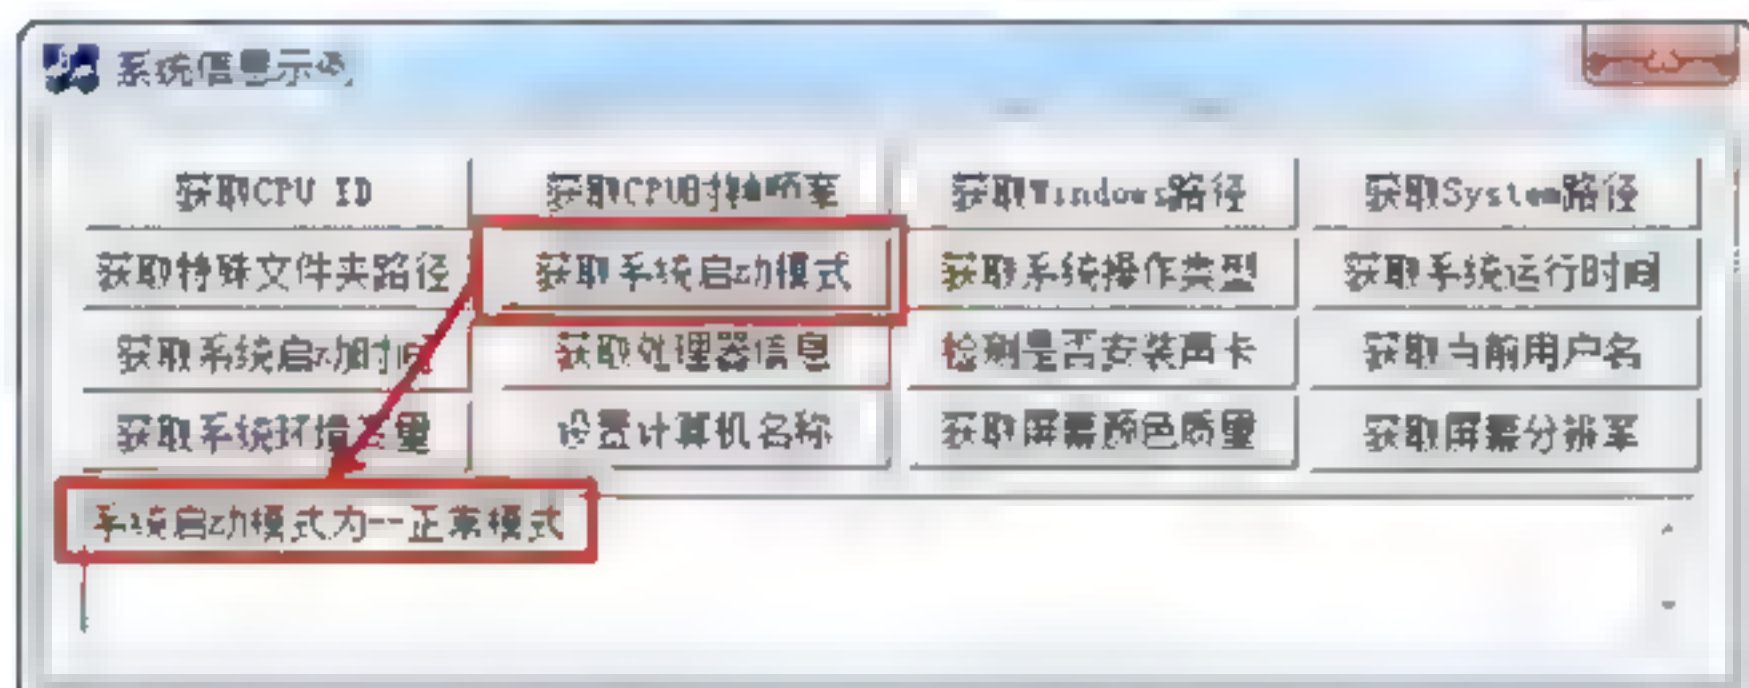 系统信息示例
获取CPU ID 获取CPU时钟频率 获取Windows路径 获取System路径
获取特殊文件夹路径 获取系统启动模式 获取系统操作类型 获取系统运行时间
获取系统启动时间 获取处理器信息 检测是否安装声卡 获取当前用户名
获取系统环境变量 设置计算机名称 获取屏幕颜色质量 获取屏幕分辨率
系统启动模式为--正常模式